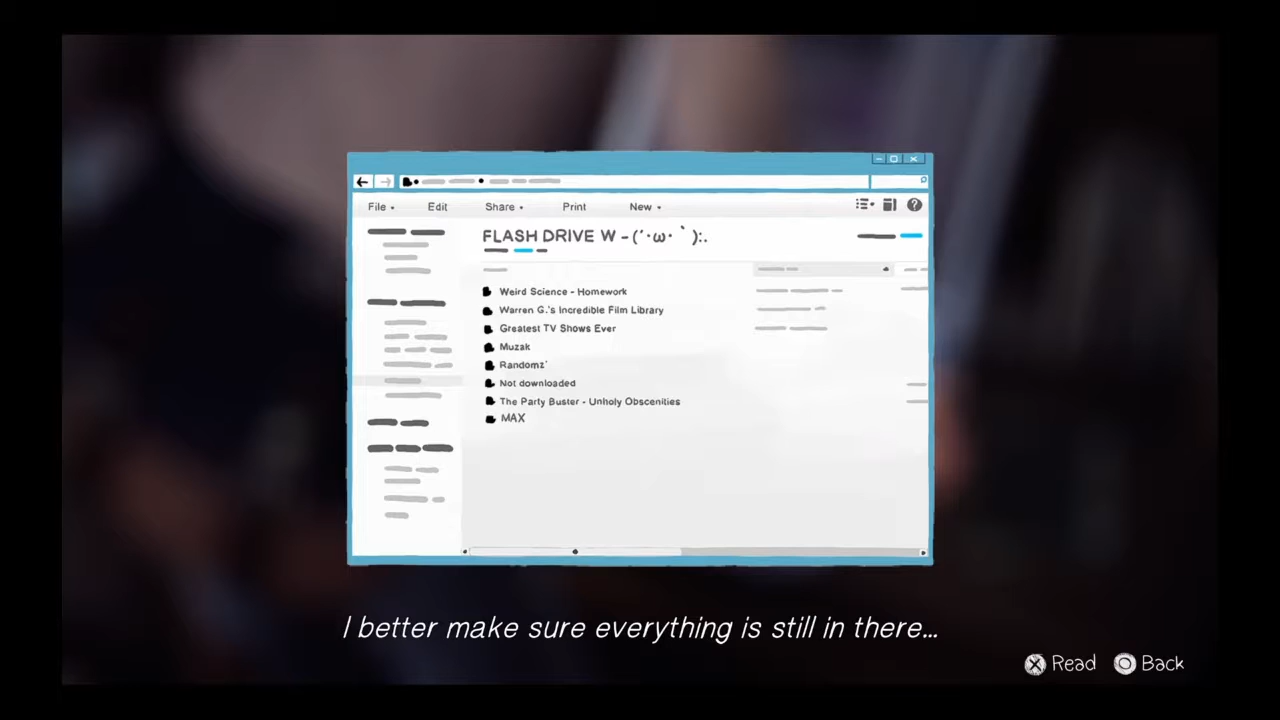 File Edit Share Print New
FLASH DRIVE W - (´･ω･｀):.
Weird Science - Homework
Warren G.'s Incredible Film Library
Greatest TV Shows Ever
Muzak
Randomz'
Not downloaded
The Party Buster - Unholy Obscenities
MAX
I better make sure everything is still in there...
Read Back